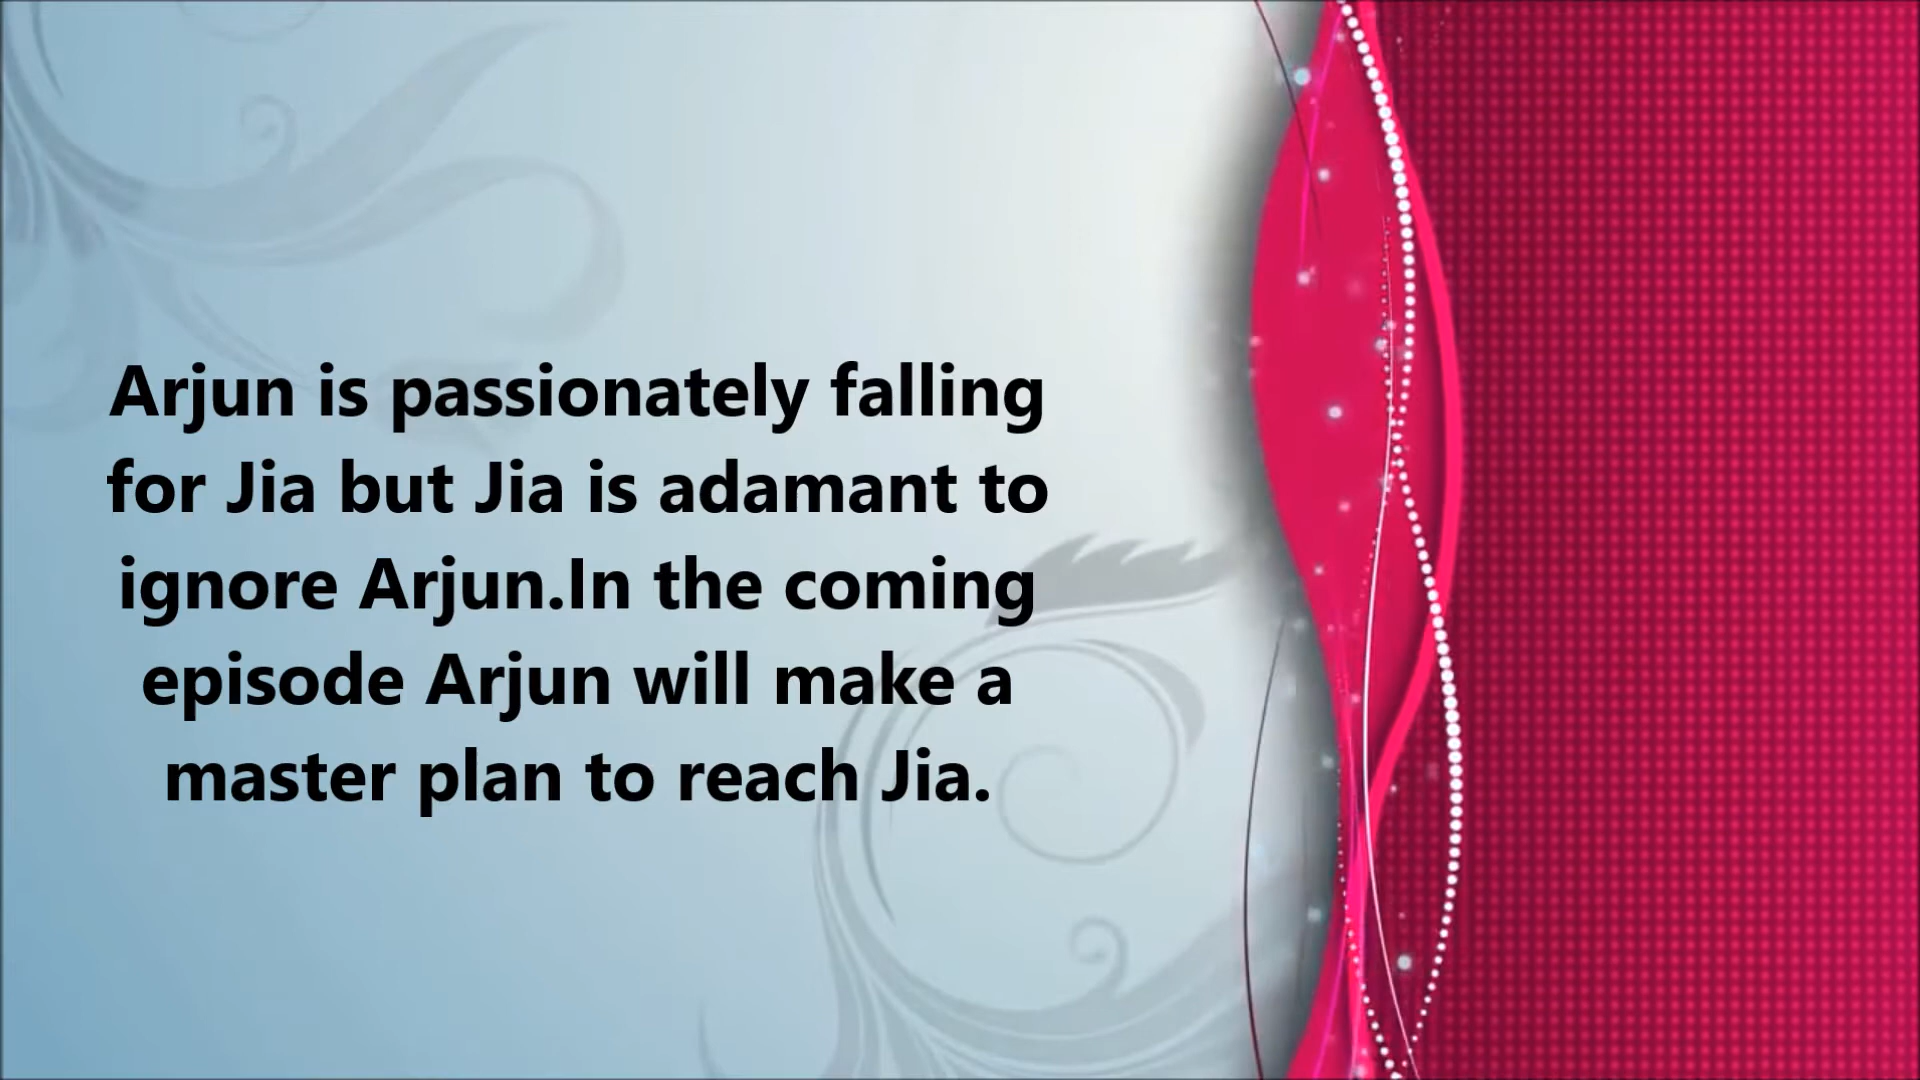 Arjun is passionately falling
for Jia but Jia is adamant to
ignore Arjun.In the coming
episode Arjun will make a
master plan to reach Jia.